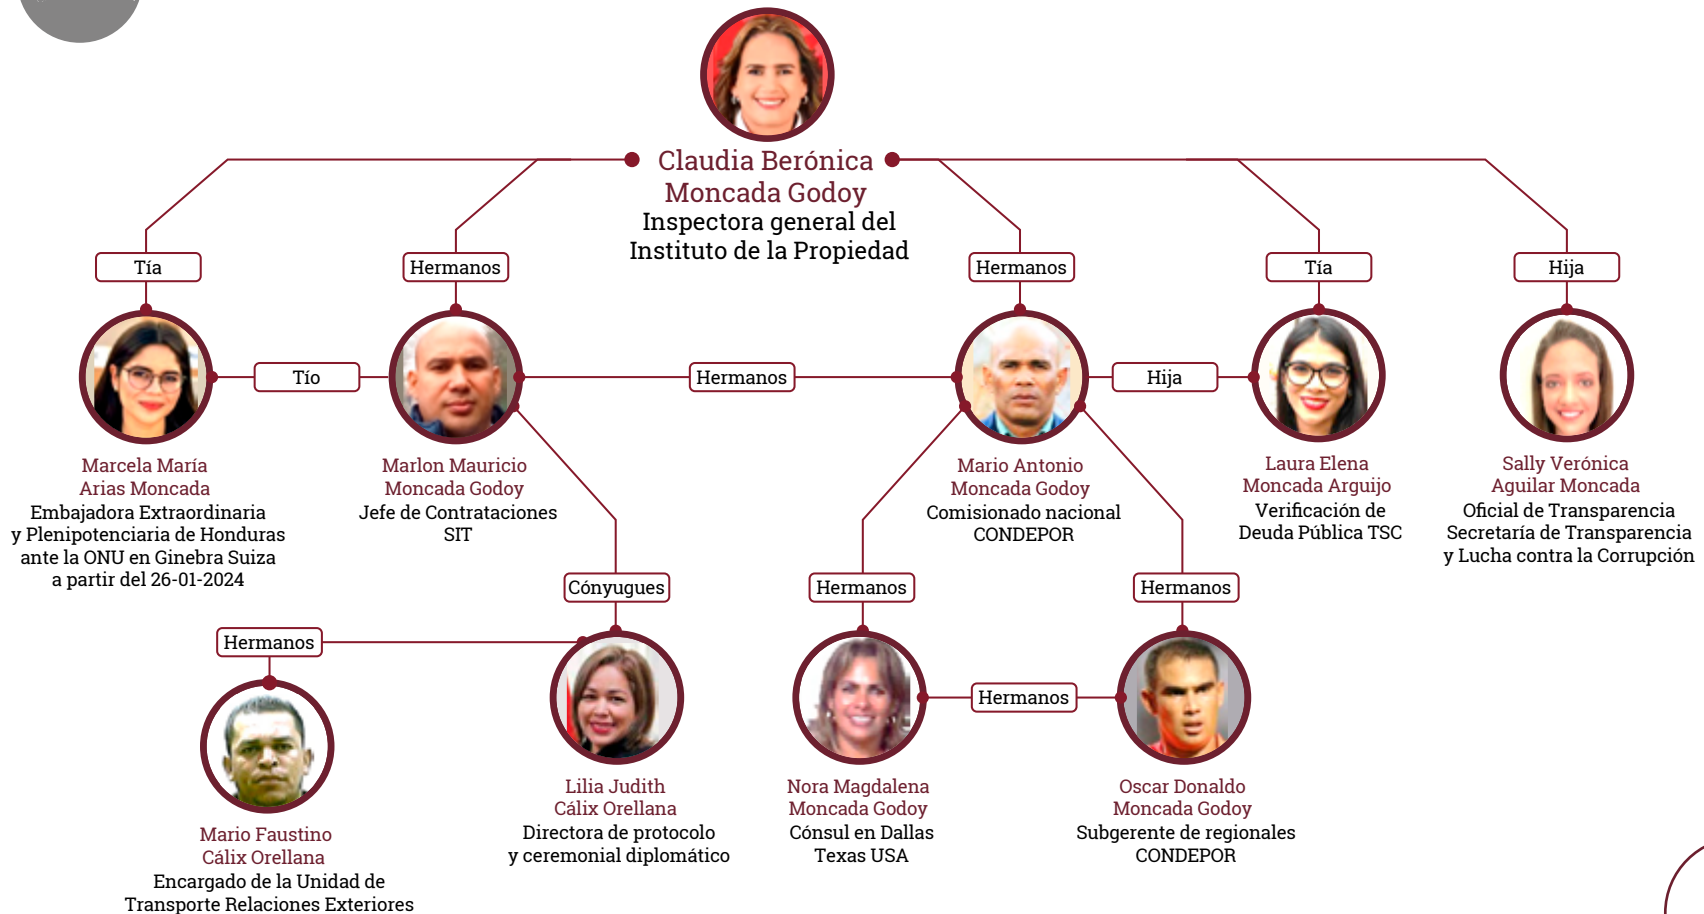 Claudia Berónica
Moncada Godoy
Inspectora general del
Instituto de la Propiedad
Tía
Hermanos
Hermanos
Tía
Hija
Tío
Hermanos
Hija
Marcela María
Arias Moncada
Embajadora Extraordinaria
y Plenipotenciaria de Honduras
ante la ONU en Ginebra Suiza
a partir del 26-01-2024
Marlon Mauricio
Moncada Godoy
Jefe de Contrataciones
SIT
Mario Antonio
Moncada Godoy
Comisionado nacional
CONDEPOR
Laura Elena
Moncada Arguijo
Verificación de
Deuda Pública TSC
Sally Verónica
Aguilar Moncada
Oficial de Transparencia
Secretaría de Transparencia
y Lucha contra la Corrupción
Cónyugues
Hermanos
Hermanos
Hermanos
Hermanos
Mario Faustino
Cálix Orellana
Encargado de la Unidad de
Transporte Relaciones Exteriores
Lilia Judith
Cálix Orellana
Directora de protocolo
y ceremonial diplomático
Nora Magdalena
Moncada Godoy
Cónsul en Dallas
Texas USA
Oscar Donaldo
Moncada Godoy
Subgerente de regionales
CONDEPOR